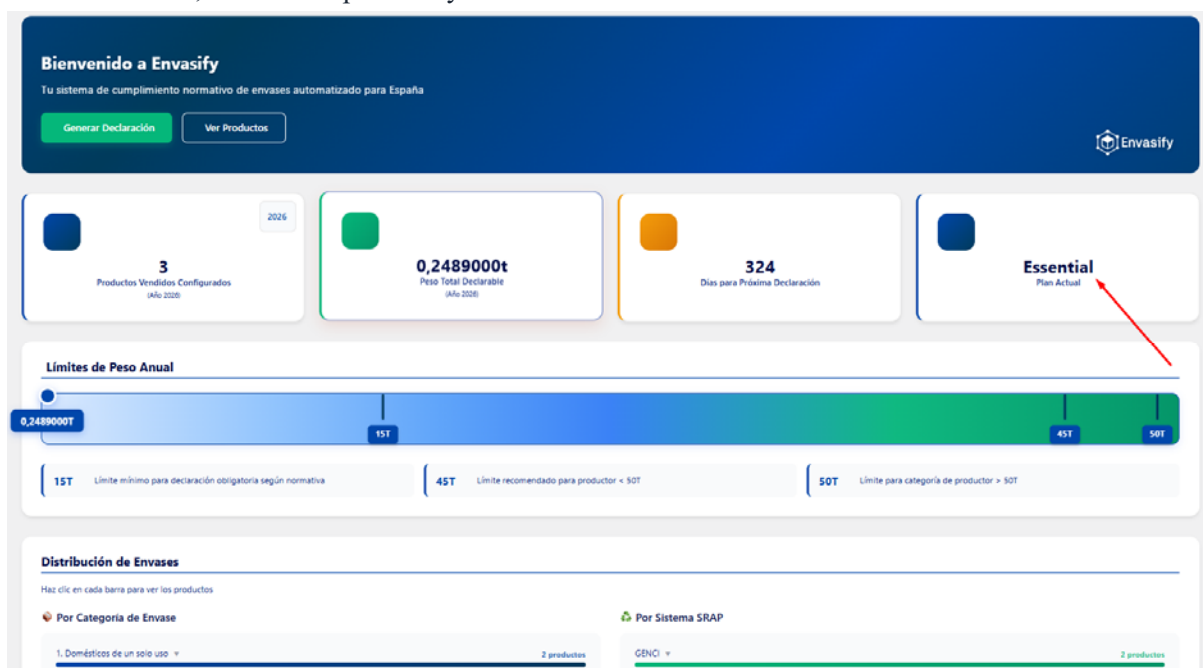 Bienvenido a Envasify
Tu sistema de cumplimiento normativo de envases automatizado para España
Generar Declaración
Ver Productos
Envasify
2026
3
Productos Vendidos Configurados
(Año 2026)
0,2489000t
Peso Total Declarable
(Año 2026)
324
Días para Próxima Declaración
Essential
Plan Actual
Límites de Peso Anual
0,2489000T
15T
45T
50T
15T Límite mínimo para declaración obligatoria según normativa
45T Límite recomendado para productor < 50T
50T Límite para categoría de productor > 50T
Distribución de Envases
Haz clic en cada barra para ver los productos
Por Categoría de Envase
Por Sistema SRAP
1. Domésticos de un solo uso
2 productos
GENCI
2 productos